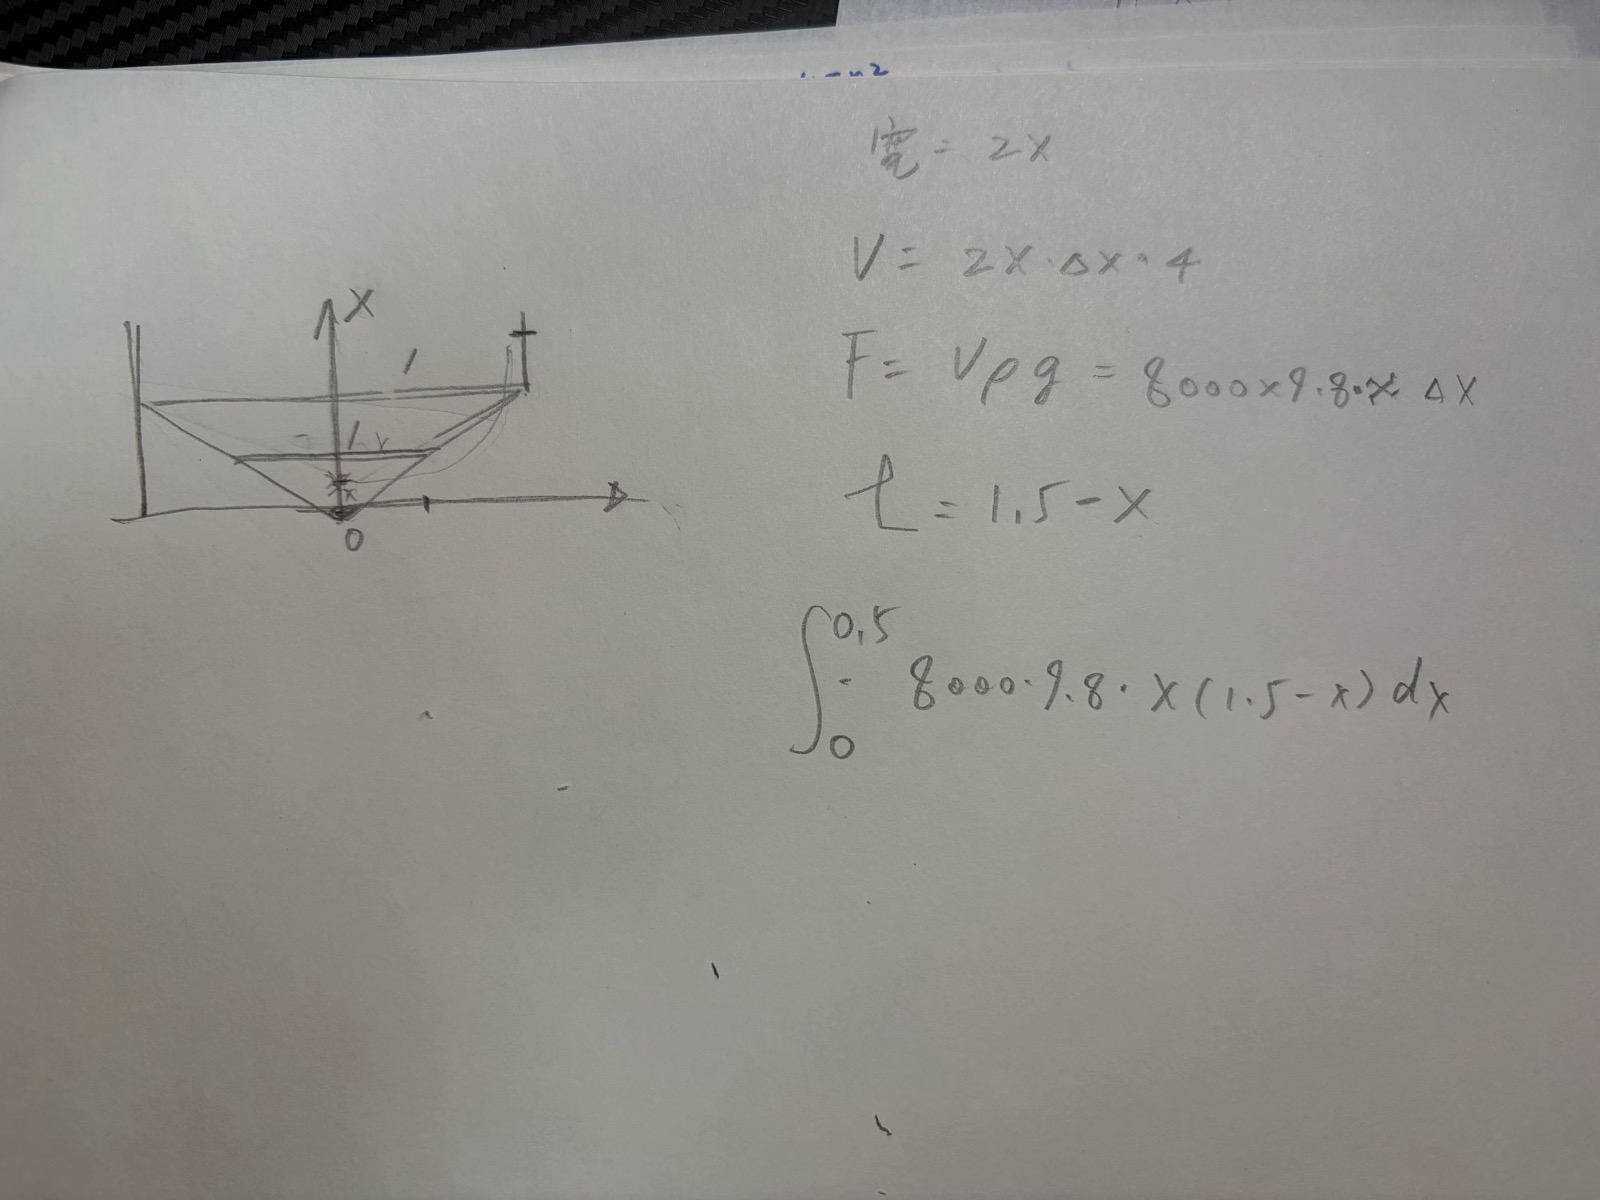 寛 = 2x
V = 2x·Δx·4
F = Vρg = 8000×9.8·x Δx
t = 1.5-x
∫₀^0.5 8000·9.8·x(1.5-x)dx
x
1
x
x
0